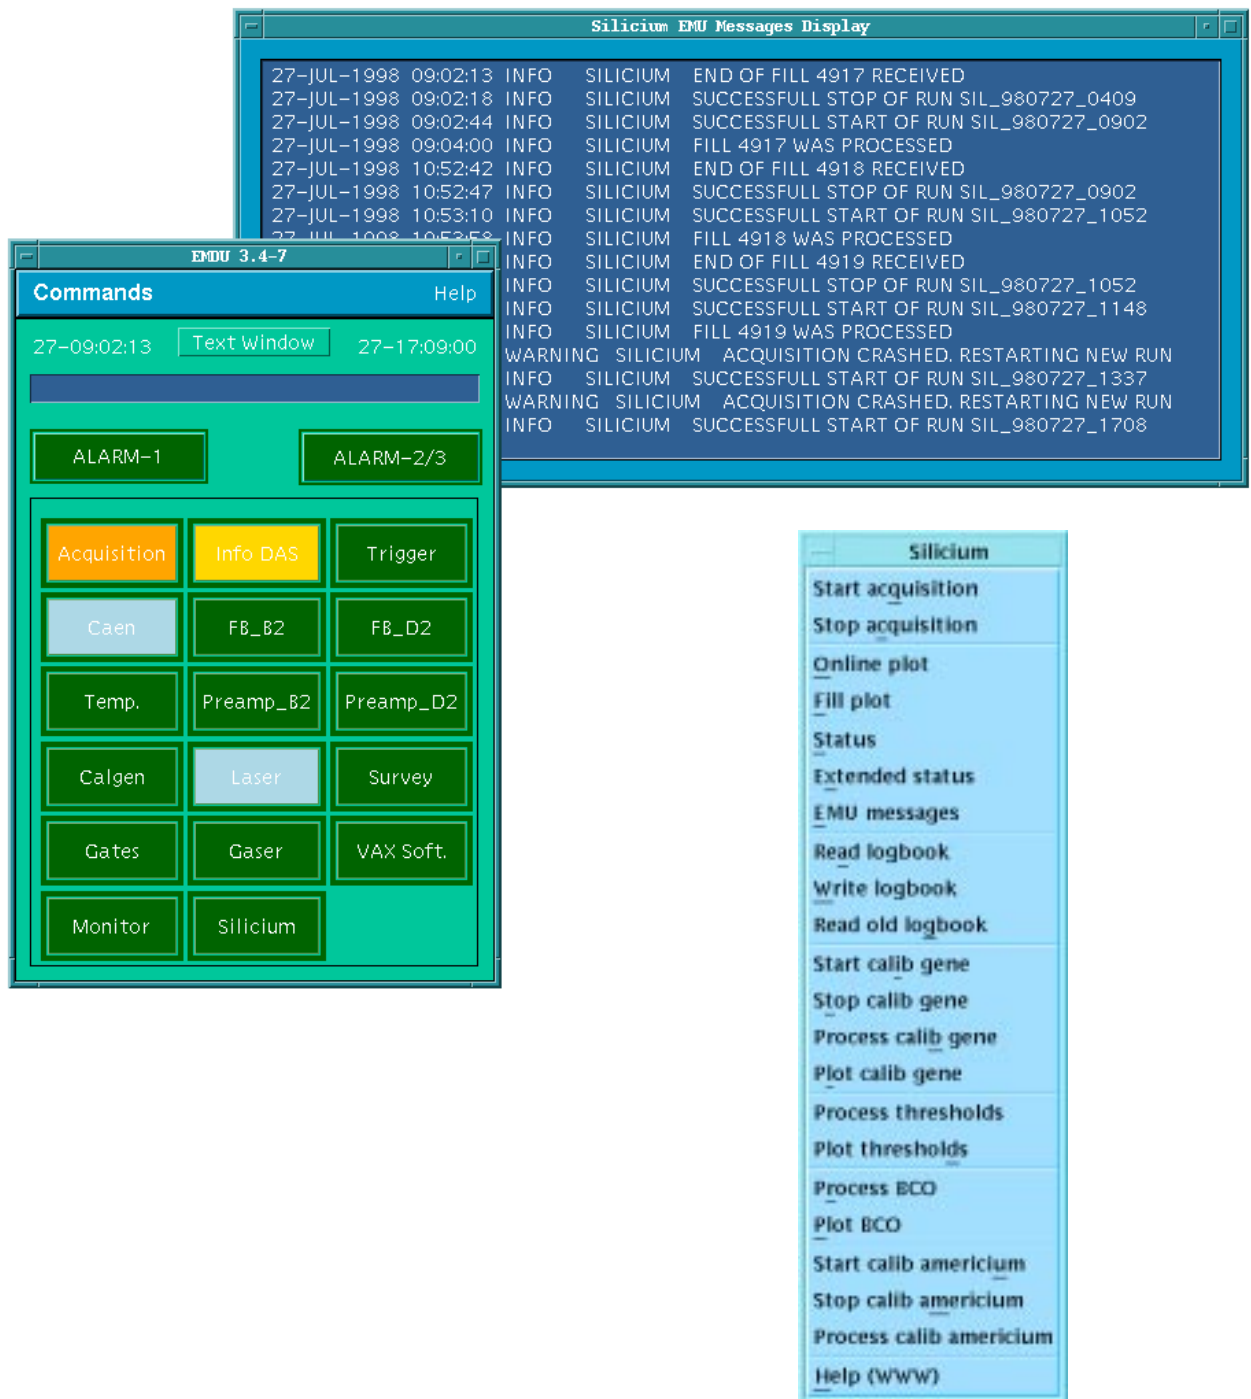 Silicium EMU Messages Display
27-JUL-1998 09:02:13 INFO SILICIUM END OF FILL 4917 RECEIVED
27-JUL-1998 09:02:18 INFO SILICIUM SUCCESSFULL STOP OF RUN SIL_980727_0409
27-JUL-1998 09:02:44 INFO SILICIUM SUCCESSFULL START OF RUN SIL_980727_0902
27-JUL-1998 09:04:00 INFO SILICIUM FILL 4917 WAS PROCESSED
27-JUL-1998 10:52:42 INFO SILICIUM END OF FILL 4918 RECEIVED
27-JUL-1998 10:52:47 INFO SILICIUM SUCCESSFULL STOP OF RUN SIL_980727_0902
27-JUL-1998 10:53:10 INFO SILICIUM SUCCESSFULL START OF RUN SIL_980727_1052
27-JUL-1998 10:53:58 INFO SILICIUM FILL 4918 WAS PROCESSED
INFO SILICIUM END OF FILL 4919 RECEIVED
INFO SILICIUM SUCCESSFULL STOP OF RUN SIL_980727_1052
INFO SILICIUM SUCCESSFULL START OF RUN SIL_980727_1148
INFO SILICIUM FILL 4919 WAS PROCESSED
WARNING SILICIUM ACQUISITION CRASHED. RESTARTING NEW RUN
INFO SILICIUM SUCCESSFULL START OF RUN SIL_980727_1337
WARNING SILICIUM ACQUISITION CRASHED. RESTARTING NEW RUN
INFO SILICIUM SUCCESSFULL START OF RUN SIL_980727_1708
EMDU 3.4-7
Commands Help
27-09:02:13 Text Window 27-17:09:00
ALARM-1 ALARM-2/3
Acquisition Info DAS Trigger
Caen FB_B2 FB_D2
Temp. Preamp_B2 Preamp_D2
Calgen Laser Survey
Gates Gaser VAX Soft.
Monitor Silicium
Silicium
Start acquisition
Stop acquisition
Online plot
Fill plot
Status
Extended status
EMU messages
Read logbook
Write logbook
Read old logbook
Start calib gene
Stop calib gene
Process calib gene
Plot calib gene
Process thresholds
Plot thresholds
Process BCO
Plot BCO
Start calib americium
Stop calib americium
Process calib americium
Help (WWW)